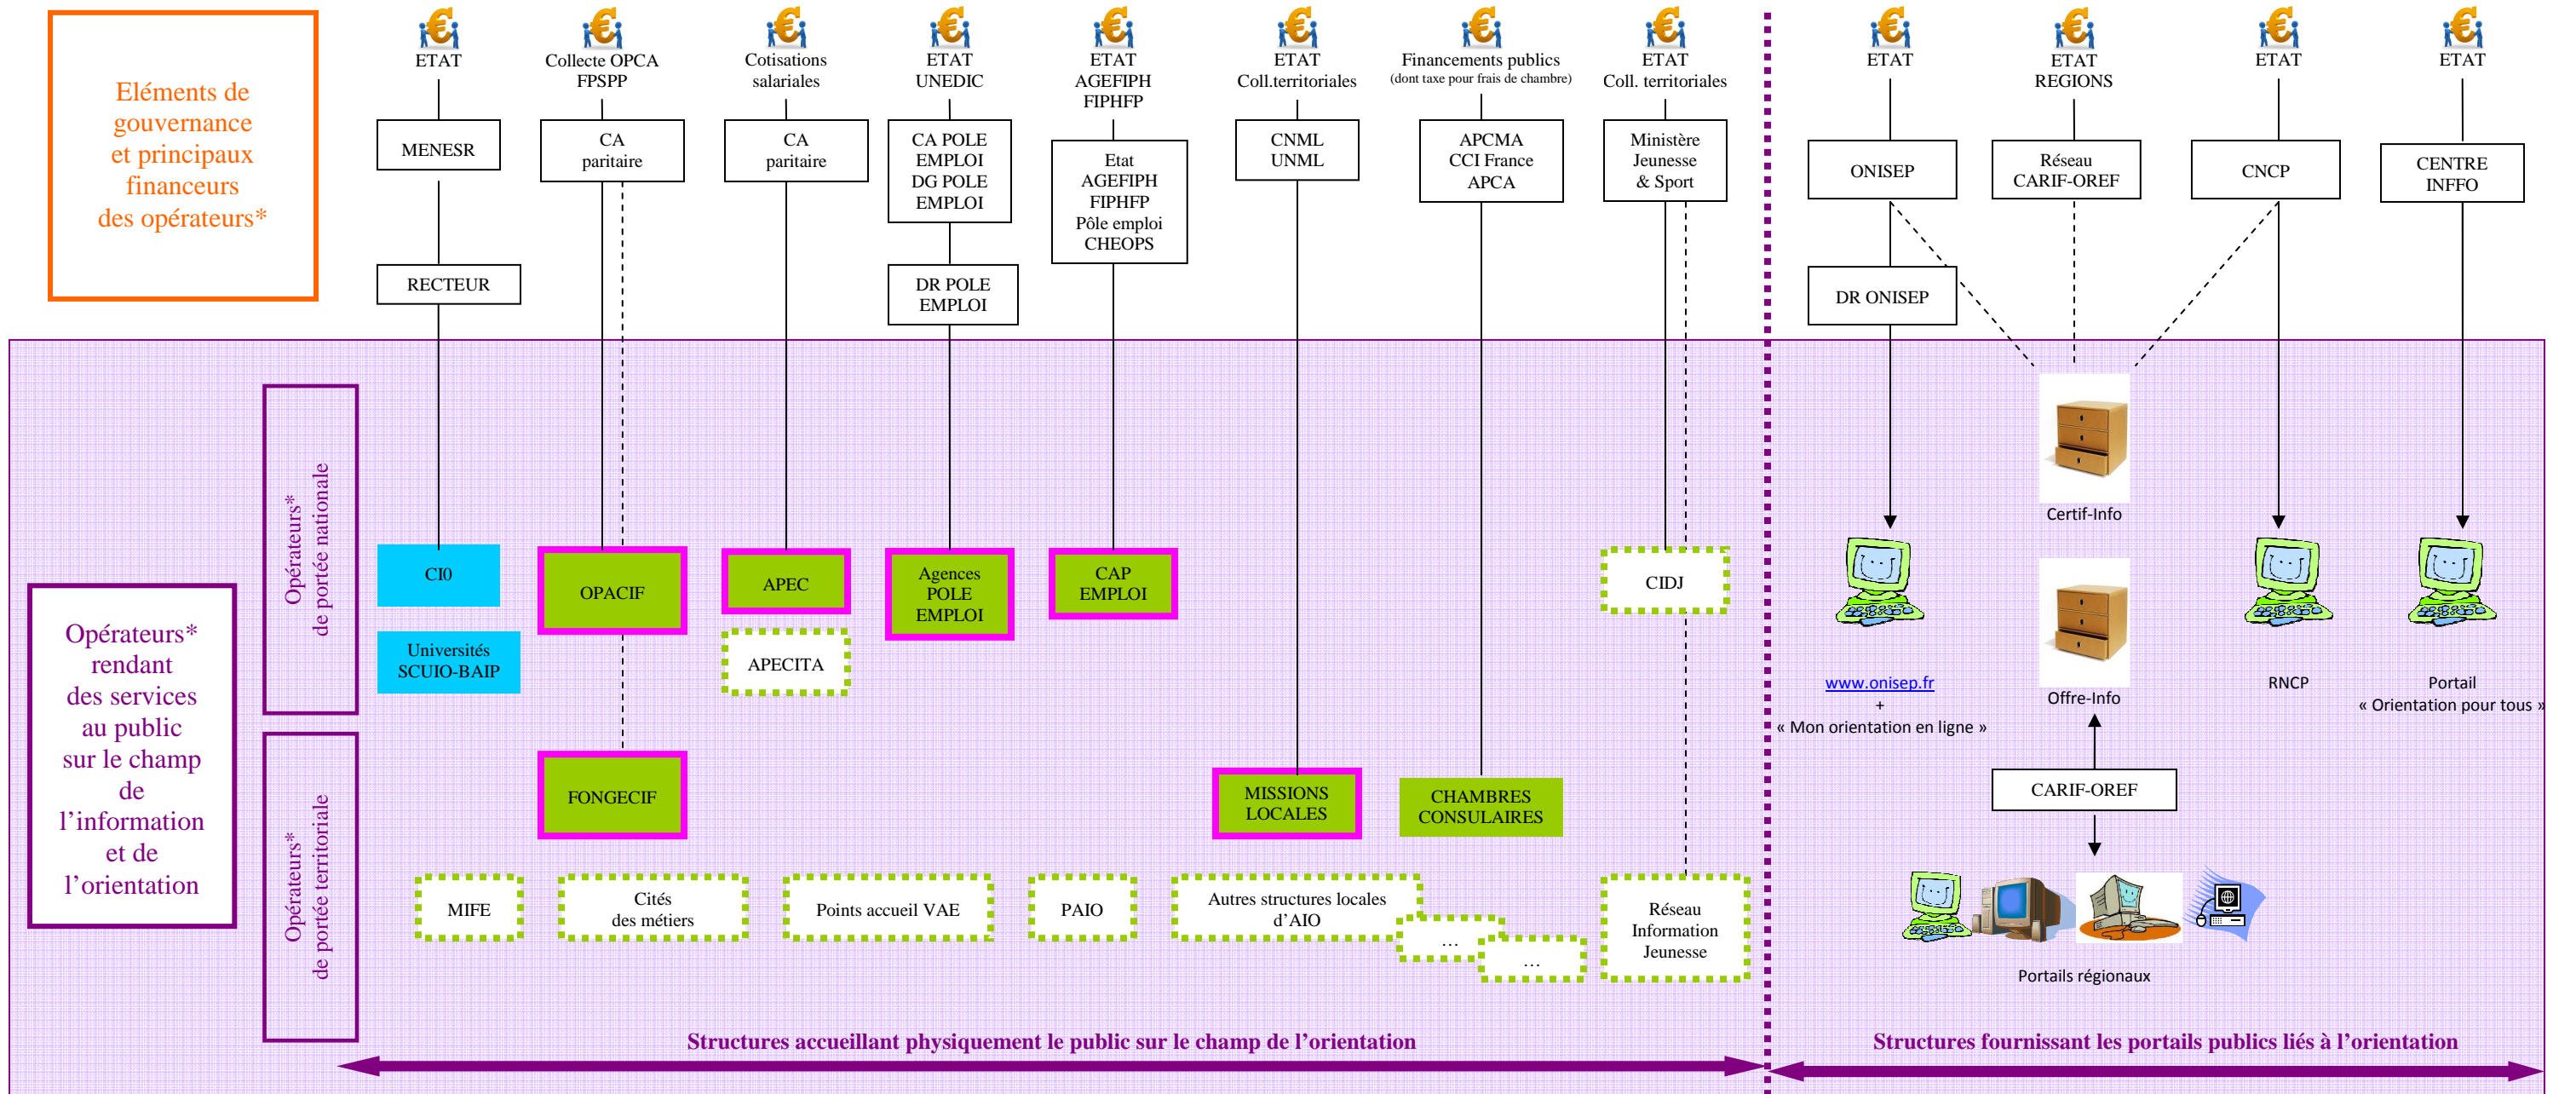 Eléments de
gouvernance
et principaux
financeurs
des opérateurs*
ETAT
MENESR
RECTEUR
Collecte OPCA
FPSPP
CA
paritaire
Cotisations
salariales
CA
paritaire
ETAT
UNEDIC
CA POLE
EMPLOI
DG POLE
EMPLOI
DR POLE
EMPLOI
ETAT
AGEFIPH
FIPHFP
Etat
AGEFIPH
FIPHFP
Pôle emploi
CHEOPS
ETAT
Coll.territoriales
CNML
UNML
Financements publics
(dont taxe pour frais de chambre)
APCMA
CCI France
APCA
ETAT
Coll. territoriales
Ministère
Jeunesse
& Sport
ETAT
ONISEP
DR ONISEP
ETAT
REGIONS
Réseau
CARIF-OREF
ETAT
CNCP
ETAT
CENTRE
INFFO
Opérateurs*
rendant
des services
au public
sur le champ
de
l’information
et de
l’orientation
Opérateurs*
de portée nationale
CI0
Universités
SCUIO-BAIP
OPACIF
APEC
APECITA
Agences
POLE
EMPLOI
CAP
EMPLOI
CIDJ
Certif-Info
Offre-Info
www.onisep.fr
+
« Mon orientation en ligne »
RNCP
Portail
« Orientation pour tous »
Opérateurs*
de portée territoriale
FONGECIF
MISSIONS
LOCALES
CHAMBRES
CONSULAIRES
CARIF-OREF
MIFE
Cités
des métiers
Points accueil VAE
PAIO
Autres structures locales
d’AIO
…
…
Réseau
Information
Jeunesse
Portails régionaux
Structures accueillant physiquement le public sur le champ de l’orientation
Structures fournissant les portails publics liés à l’orientation